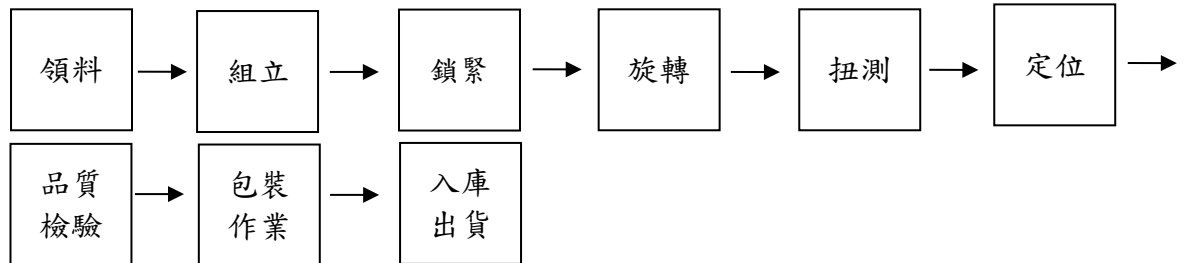 領料
組立
鎖緊
旋轉
扭測
定位
品質
檢驗
包裝
作業
入庫
出貨